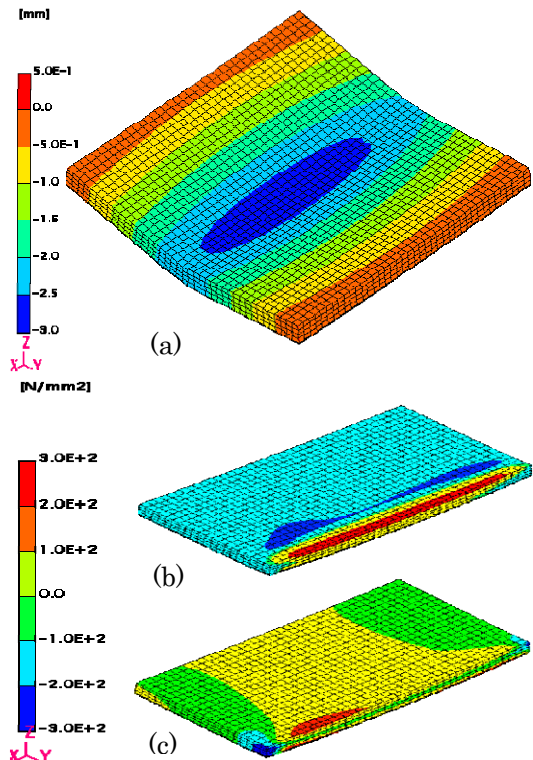 [mm]
5.0E-1
0.0
-5.0E-1
-1.0
-1.5
-2.0
-2.5
-3.0
(a)
Z
X Y
[N/mm2]
3.0E+2
2.0E+2
1.0E+2
0.0
-1.0E+2
-2.0E+2
-3.0E+2
(b)
(c)
Z
X Y